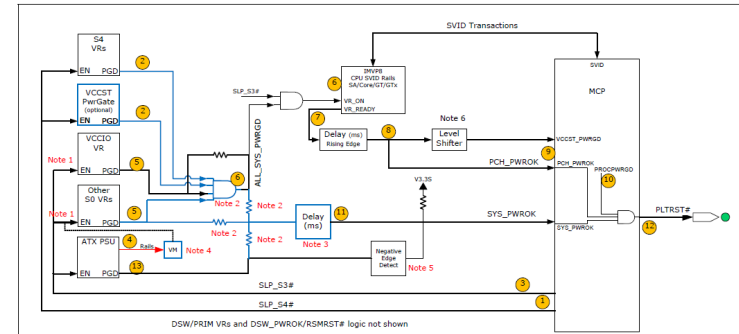 SVID Transactions
S4
VRs
EN PGD
2
VCCST
PwrGate
(optional)
EN PGD
2
VCCIO
VR
EN PGD
5
Note 1
Other
S0 VRs
EN PGD
5
Note 1
ATX PSU
EN PGD
4
Rails
VM
Note 4
13
SLP_S3#
ALL_SYS_PWRGD
6
Note 2
Note 2
Note 2
Note 2
6
IMVP8
CPU SVID Rails
SA/Core/GT/GTx
VR_ON
VR_READY
7
Delay (ms)
Rising Edge
8
Note 6
Level
Shifter
V3.3S
Delay
(ms)
Note 3
11
Negative
Edge
Detect
Note 5
SVID
MCP
VCCST_PWRGD
9
PCH_PWROK
PCH_PWROK
PROCPWRGD
10
SYS_PWROK
SYS_PWROK
PLTRST#
12
SLP_S3#
3
SLP_S4#
1
DSW/PRIM VRs and DSW_PWROK/RSMRST# logic not shown